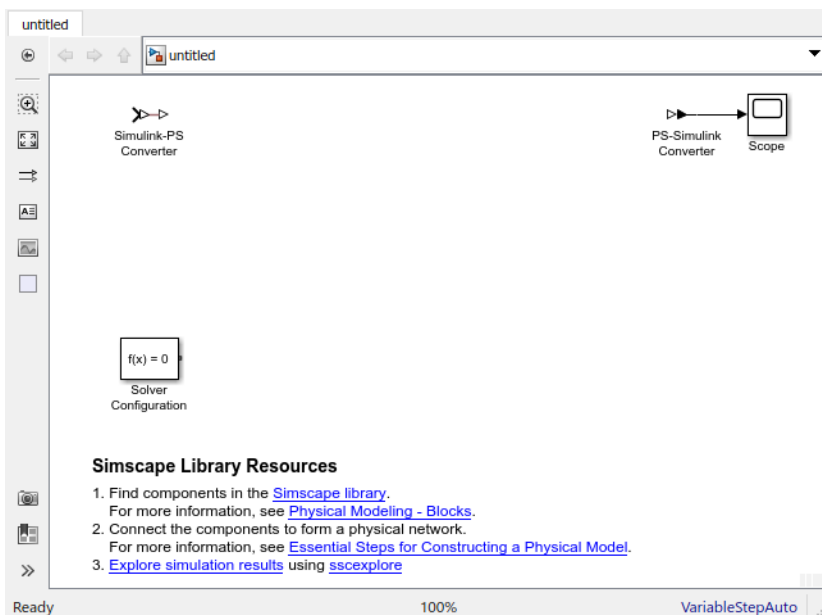 untitled
untitled
Simulink-PS
Converter
PS-Simulink
Converter
Scope
f(x) = 0
Solver
Configuration
Simscape Library Resources
1. Find components in the Simscape library.
For more information, see Physical Modeling - Blocks.
2. Connect the components to form a physical network.
For more information, see Essential Steps for Constructing a Physical Model.
3. Explore simulation results using sscexplore
Ready
100%
VariableStepAuto